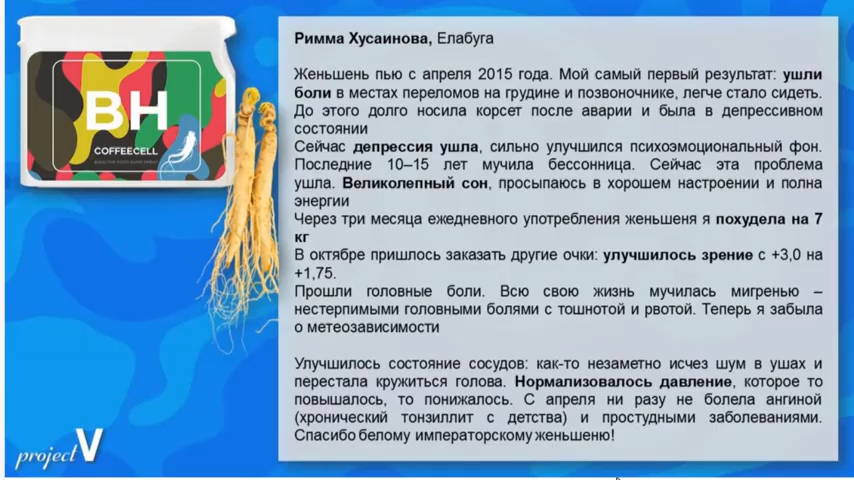 BH
COFFEECELL
Римма Хусаинова, Елабуга
Женьшень пью с апреля 2015 года. Мой самый первый результат: ушли
боли в местах переломов на грудине и позвоночнике, легче стало сидеть.
До этого долго носила корсет после аварии и была в депрессивном
состоянии
Сейчас депрессия ушла, сильно улучшился психоэмоциональный фон.
Последние 10–15 лет мучила бессонница. Сейчас эта проблема
ушла. Великолепный сон, просыпаюсь в хорошем настроении и полна
энергии
Через три месяца ежедневного употребления женьшеня я похудела на 7
кг
В октябре пришлось заказать другие очки: улучшилось зрение с +3,0 на
+1,75.
Прошли головные боли. Всю свою жизнь мучилась мигренью –
нестерпимыми головными болями с тошнотой и рвотой. Теперь я забыла
о метеозависимости
Улучшилось состояние сосудов: как-то незаметно исчез шум в ушах и
перестала кружиться голова. Нормализовалось давление, которое то
повышалось, то понижалось. С апреля ни разу не болела ангиной
(хронический тонзиллит с детства) и простудными заболеваниями.
Спасибо белому императорскому женьшеню!
project V